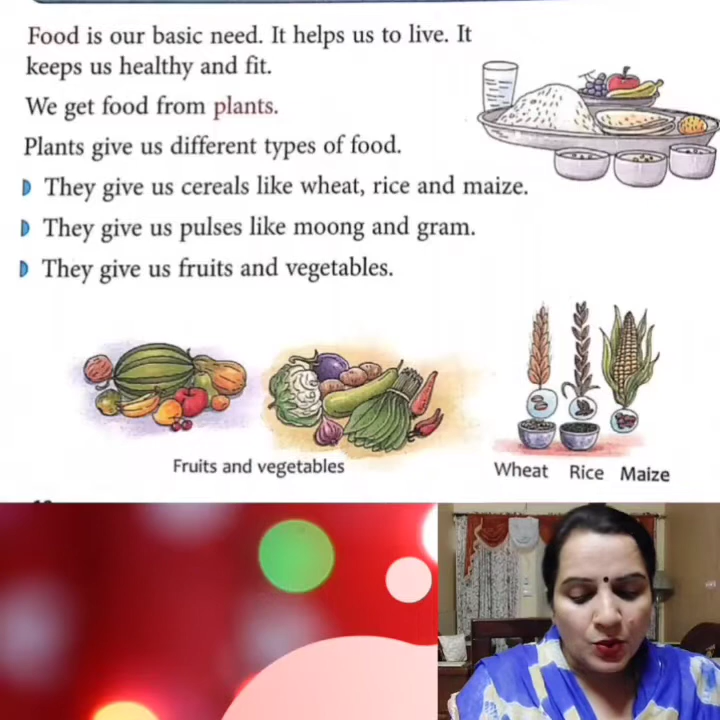 Food is our basic need. It helps us to live. It
keeps us healthy and fit.
We get food from plants.
Plants give us different types of food.
They give us cereals like wheat, rice and maize.
They give us pulses like moong and gram.
They give us fruits and vegetables.
Fruits and vegetables
Wheat Rice Maize